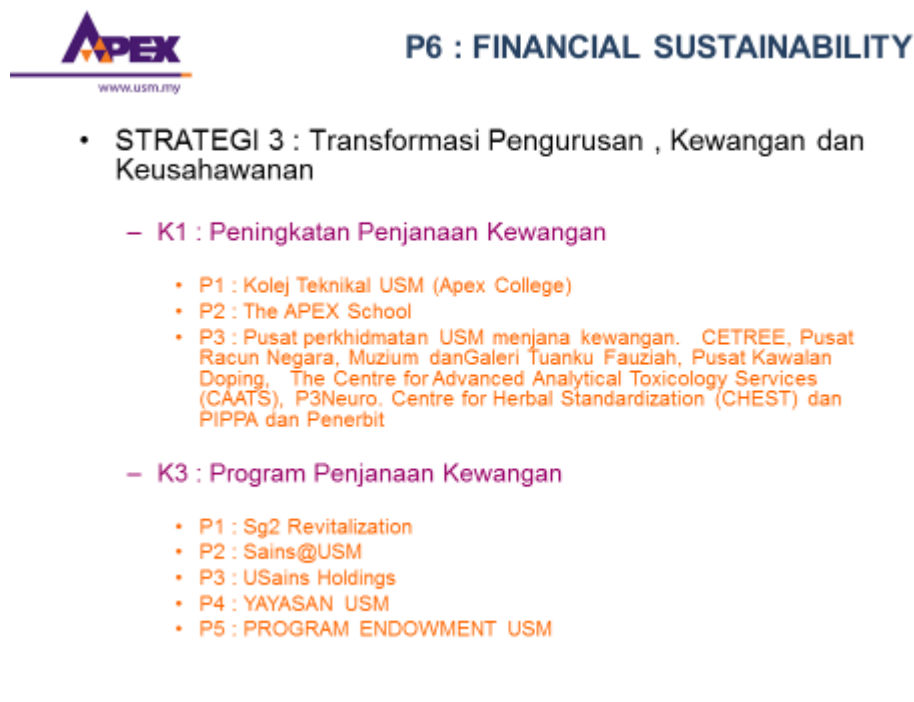 APEX
www.usm.my
P6 : FINANCIAL SUSTAINABILITY
• STRATEGI 3 : Transformasi Pengurusan , Kewangan dan
Keusahawanan
– K1 : Peningkatan Penjanaan Kewangan
• P1 : Kolej Teknikal USM (Apex College)
• P2 : The APEX School
• P3 : Pusat perkhidmatan USM menjana kewangan. CETREE, Pusat
Racun Negara, Muzium danGaleri Tuanku Fauziah, Pusat Kawalan
Doping, The Centre for Advanced Analytical Toxicology Services
(CAATS), P3Neuro. Centre for Herbal Standardization (CHEST) dan
PIPPA dan Penerbit
– K3 : Program Penjanaan Kewangan
• P1 : Sg2 Revitalization
• P2 : Sains@USM
• P3 : USains Holdings
• P4 : YAYASAN USM
• P5 : PROGRAM ENDOWMENT USM